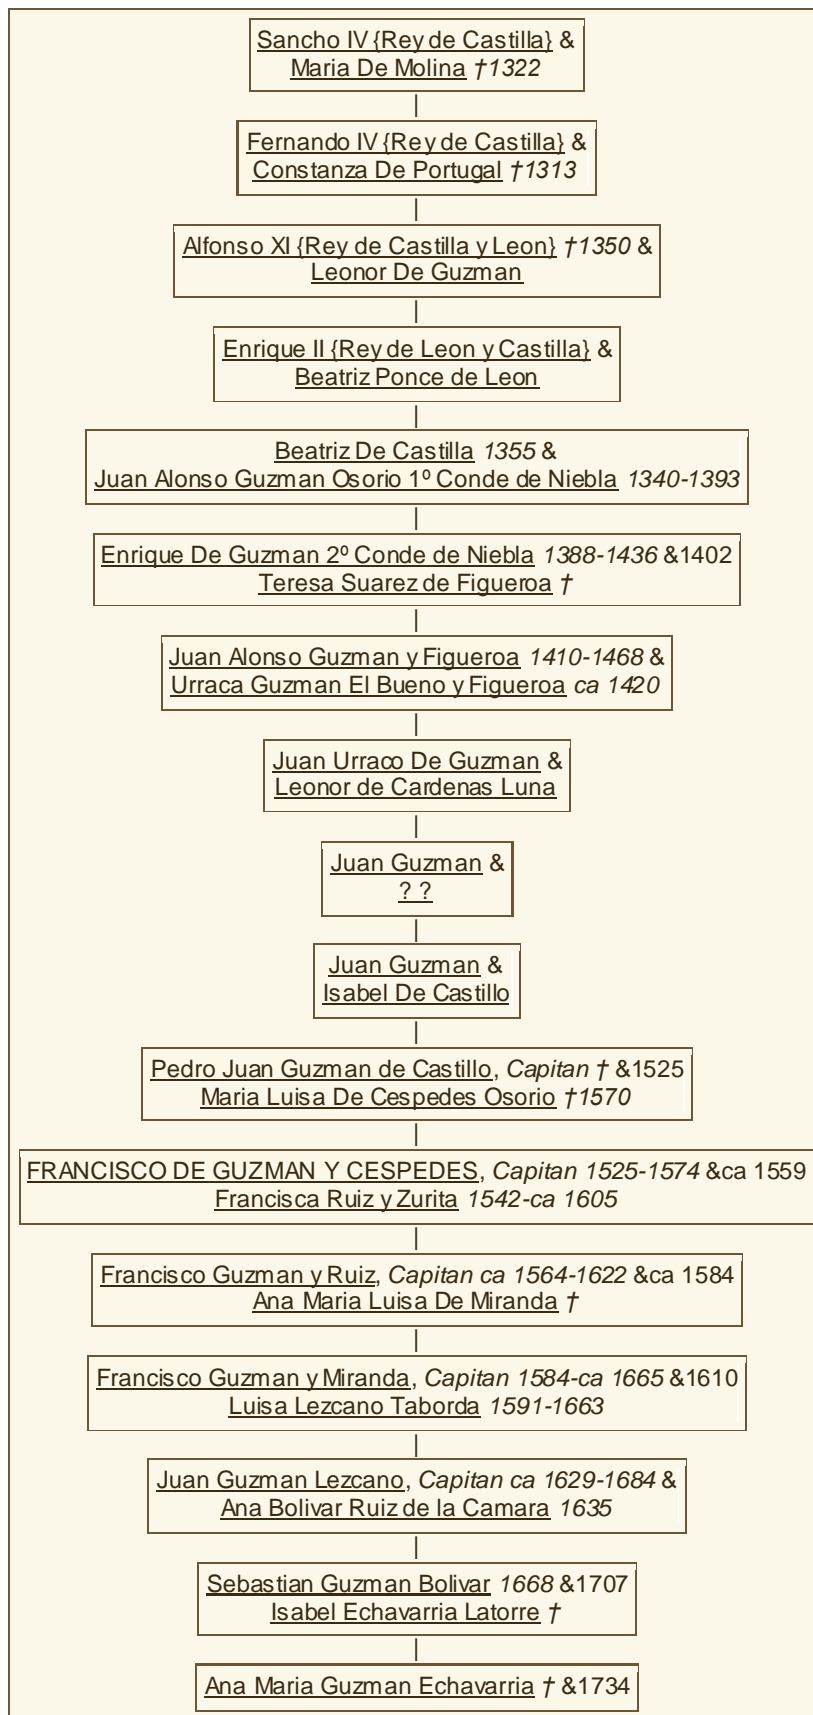 Sancho IV {Rey de Castilla} &
Maria De Molina †1322
Fernando IV {Rey de Castilla} &
Constanza De Portugal †1313
Alfonso XI {Rey de Castilla y Leon} †1350 &
Leonor De Guzman
Enrique II {Rey de Leon y Castilla} &
Beatriz Ponce de Leon
Beatriz De Castilla 1355 &
Juan Alonso Guzman Osorio 1º Conde de Niebla 1340-1393
Enrique De Guzman 2º Conde de Niebla 1388-1436 &1402
Teresa Suarez de Figueroa †
Juan Alonso Guzman y Figueroa 1410-1468 &
Urraca Guzman El Bueno y Figueroa ca 1420
Juan Urraco De Guzman &
Leonor de Cardenas Luna
Juan Guzman &
? ?
Juan Guzman &
Isabel De Castillo
Pedro Juan Guzman de Castillo, Capitan † &1525
Maria Luisa De Cespedes Osorio †1570
FRANCISCO DE GUZMAN Y CESPEDES, Capitan 1525-1574 &ca 1559
Francisca Ruiz y Zurita 1542-ca 1605
Francisco Guzman y Ruiz, Capitan ca 1564-1622 &ca 1584
Ana Maria Luisa De Miranda †
Francisco Guzman y Miranda, Capitan 1584-ca 1665 &1610
Luisa Lezcano Taborda 1591-1663
Juan Guzman Lezcano, Capitan ca 1629-1684 &
Ana Bolivar Ruiz de la Camara 1635
Sebastian Guzman Bolivar 1668 &1707
Isabel Echavarria Latorre †
Ana Maria Guzman Echavarria † &1734